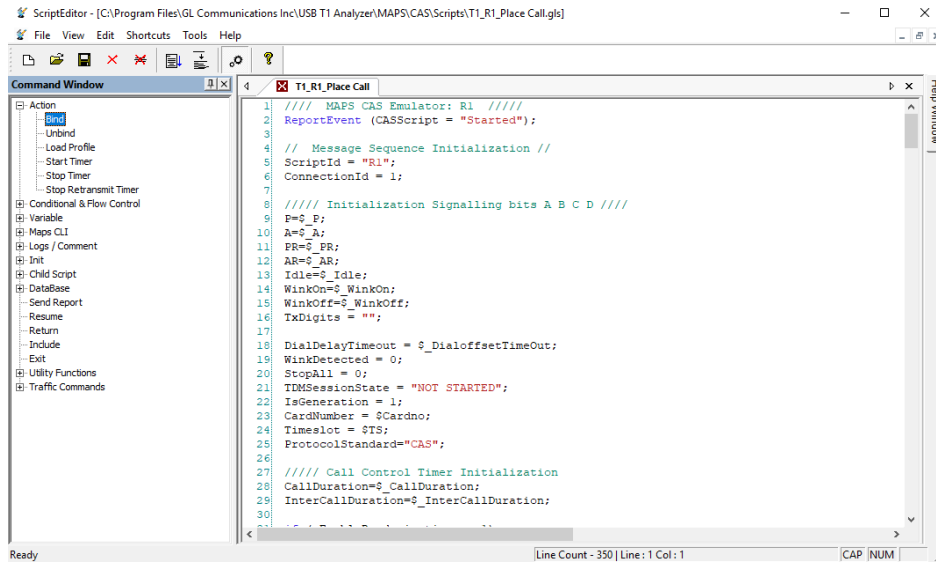 ScriptEditor - [C:\Program Files\GL Communications Inc\USB T1 Analyzer\MAPS\CAS\Scripts\T1_R1_Place Call.gls]
File View Edit Shortcuts Tools Help
Command Window
T1_R1_Place Call
Help Window
Action
Bind
Unbind
Load Profile
Start Timer
Stop Timer
Stop Retransmit Timer
Conditional & Flow Control
Variable
Maps CLI
Logs / Comment
Init
Child Script
DataBase
Send Report
Resume
Return
Include
Exit
Utility Functions
Traffic Commands
1 //// MAPS CAS Emulator: R1 /////
2 ReportEvent (CASScript = "Started");
3
4 // Message Sequence Initialization //
5 ScriptId = "R1";
6 ConnectionId = 1;
7
8 ///// Initialization Signalling bits A B C D ////
9 P=$_P;
10 A=$_A;
11 PR=$_PR;
12 AR=$_AR;
13 Idle=$_Idle;
14 WinkOn=$_WinkOn;
15 WinkOff=$_WinkOff;
16 TxDigits = "";
17
18 DialDelayTimeout = $_DialoffsetTimeOut;
19 WinkDetected = 0;
20 StopAll = 0;
21 TDMSessionState = "NOT STARTED";
22 IsGeneration = 1;
23 CardNumber = $Cardno;
24 Timeslot = $TS;
25 ProtocolStandard="CAS";
26
27 ///// Call Control Timer Initialization
28 CallDuration=$_CallDuration;
29 InterCallDuration=$_InterCallDuration;
30
Ready
Line Count - 350 | Line : 1 Col : 1
CAP NUM